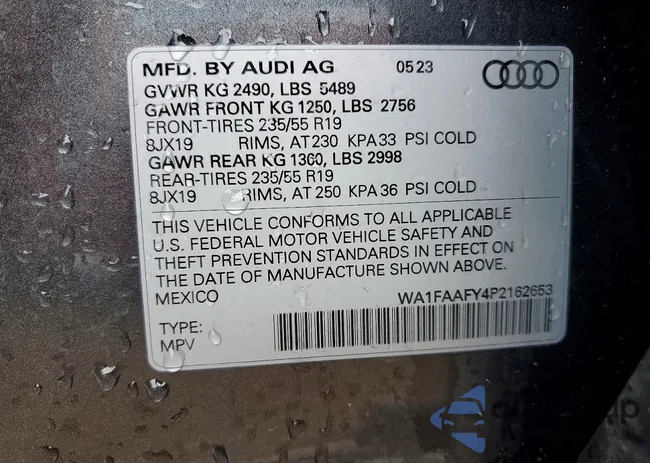 MFD. BY AUDI AG 05 23
GVWR KG 2490, LBS 5489
GAWR FRONT KG 1250, LBS 2756
FRONT-TIRES 235/55 R19
8JX19 RIMS, AT 230 KPA 33 PSI COLD
GAWR REAR KG 1360, LBS 2998
REAR-TIRES 235/55 R19
8JX19 RIMS, AT 250 KPA 36 PSI COLD
THIS VEHICLE CONFORMS TO ALL APPLICABLE
U.S. FEDERAL MOTOR VEHICLE SAFETY AND
THEFT PREVENTION STANDARDS IN EFFECT ON
THE DATE OF MANUFACTURE SHOWN ABOVE.
MEXICO WA1FAAFY4P2162653
TYPE:
MPV